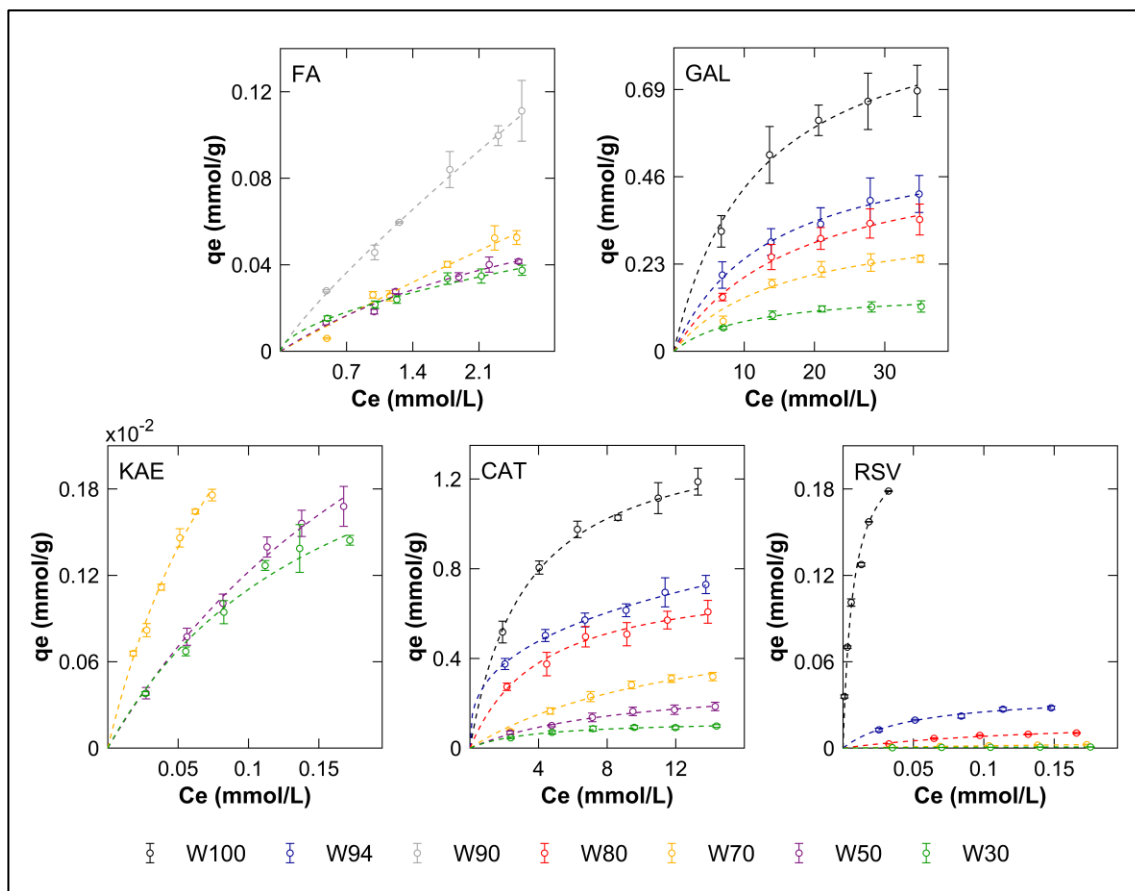 FA
qe (mmol/g)
0.12
0.08
0.04
0
0.7
1.4
2.1
Ce (mmol/L)
GAL
qe (mmol/g)
0.69
0.46
0.23
0
10
20
30
Ce (mmol/L)
x10⁻²
KAE
qe (mmol/g)
0.18
0.12
0.06
0
0.05
0.1
0.15
Ce (mmol/L)
CAT
qe (mmol/g)
1.2
0.8
0.4
0
4
8
12
Ce (mmol/L)
RSV
qe (mmol/g)
0.18
0.12
0.06
0
0.05
0.1
0.15
Ce (mmol/L)
W100 W94 W90 W80 W70 W50 W30